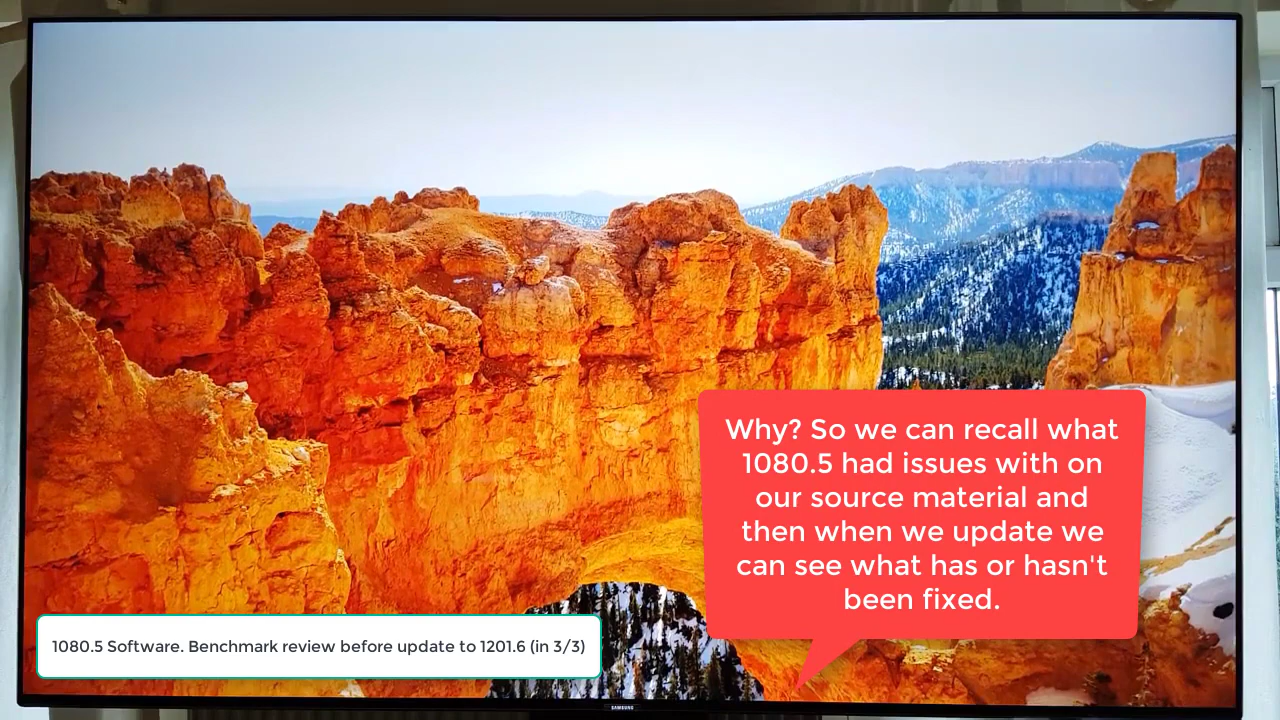 Why? So we can recall what
1080.5 had issues with on
our source material and
then when we update we
can see what has or hasn't
been fixed.
1080.5 Software. Benchmark review before update to 1201.6 (in 3/3)
SAMSUNG